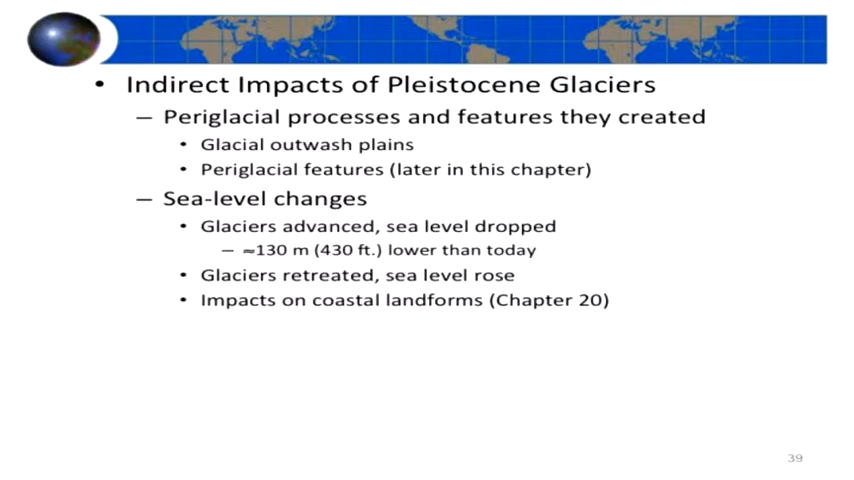 • Indirect Impacts of Pleistocene Glaciers
– Periglacial processes and features they created
• Glacial outwash plains
• Periglacial features (later in this chapter)
– Sea-level changes
• Glaciers advanced, sea level dropped
– ≈130 m (430 ft.) lower than today
• Glaciers retreated, sea level rose
• Impacts on coastal landforms (Chapter 20)
39